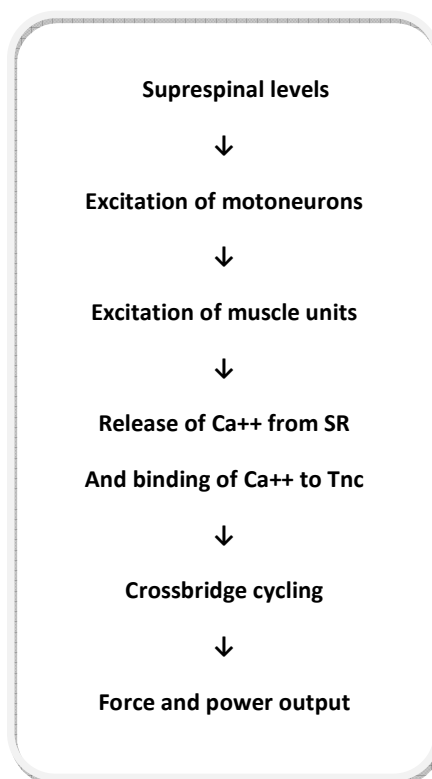 Suprespinal levels
↓
Excitation of motoneurons
↓
Excitation of muscle units
↓
Release of Ca++ from SR
And binding of Ca++ to Tnc
↓
Crossbridge cycling
↓
Force and power output